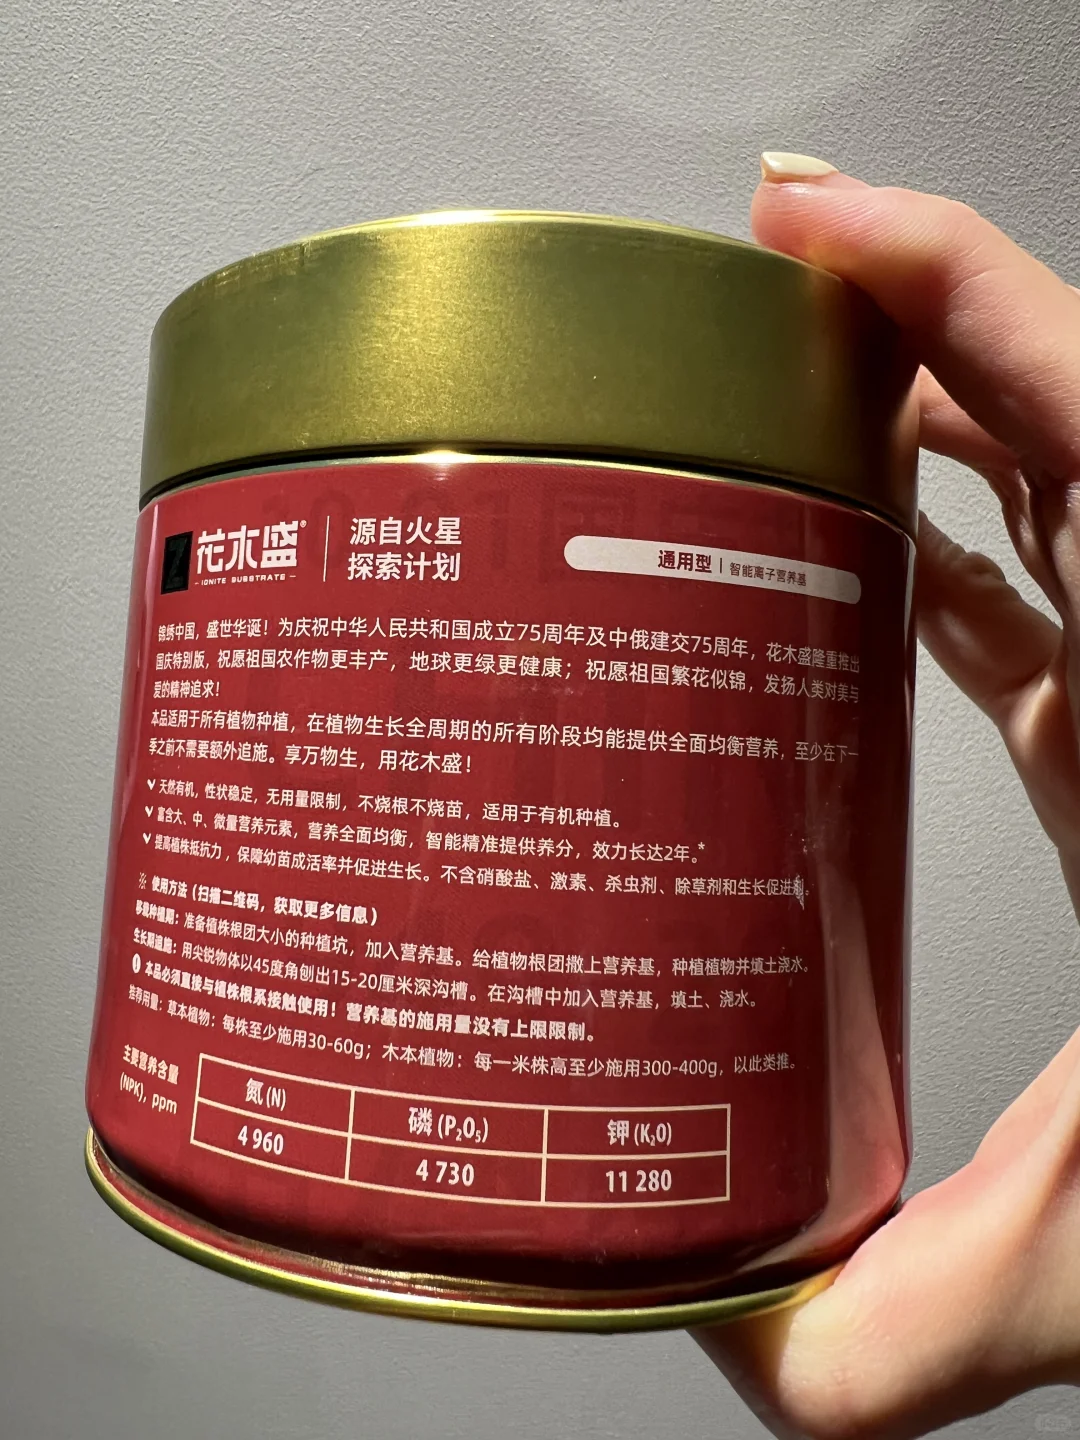 花木盛®
IONITE SUBSTRATE
源自火星
探索计划
通用型 | 智能离子营养基
锦绣中国，盛世华诞！为庆祝中华人民共和国成立75周年及中俄建交75周年，花木盛隆重推出
国庆特别版，祝愿祖国农作物更丰产，地球更绿更健康；祝愿祖国繁花似锦，发扬人类对美与
爱的精神追求！
本品适用于所有植物种植，在植物生长全周期的所有阶段均能提供全面均衡营养，至少在下一
季之前不需要额外追施。享万物生，用花木盛！
天然有机，性状稳定，无用量限制，不烧根不烧苗，适用于有机种植。
富含大、中、微量营养元素，营养全面均衡，智能精准提供养分，效力长达2年。*
提高植株抵抗力，保障幼苗成活率并促进生长。不含硝酸盐、激素、杀虫剂、除草剂和生长促进剂。
※ 使用方法（扫描二维码，获取更多信息）
移栽种植期：准备植株根团大小的种植坑，加入营养基。给植物根团撒上营养基，种植植物并填土浇水。
生长期追施：用尖锐物体以45度角刨出15-20厘米深沟槽。在沟槽中加入营养基，填土、浇水。
本品必须直接与植株根系接触使用！营养基的施用量没有上限限制。
推荐用量：草本植物：每株至少施用30-60g；木本植物：每一米株高至少施用300-400g，以此类推。
主要营养含量
(NPK), ppm
氮(N) 磷(P₂O₅) 钾(K₂O)
4 960 4 730 11 280